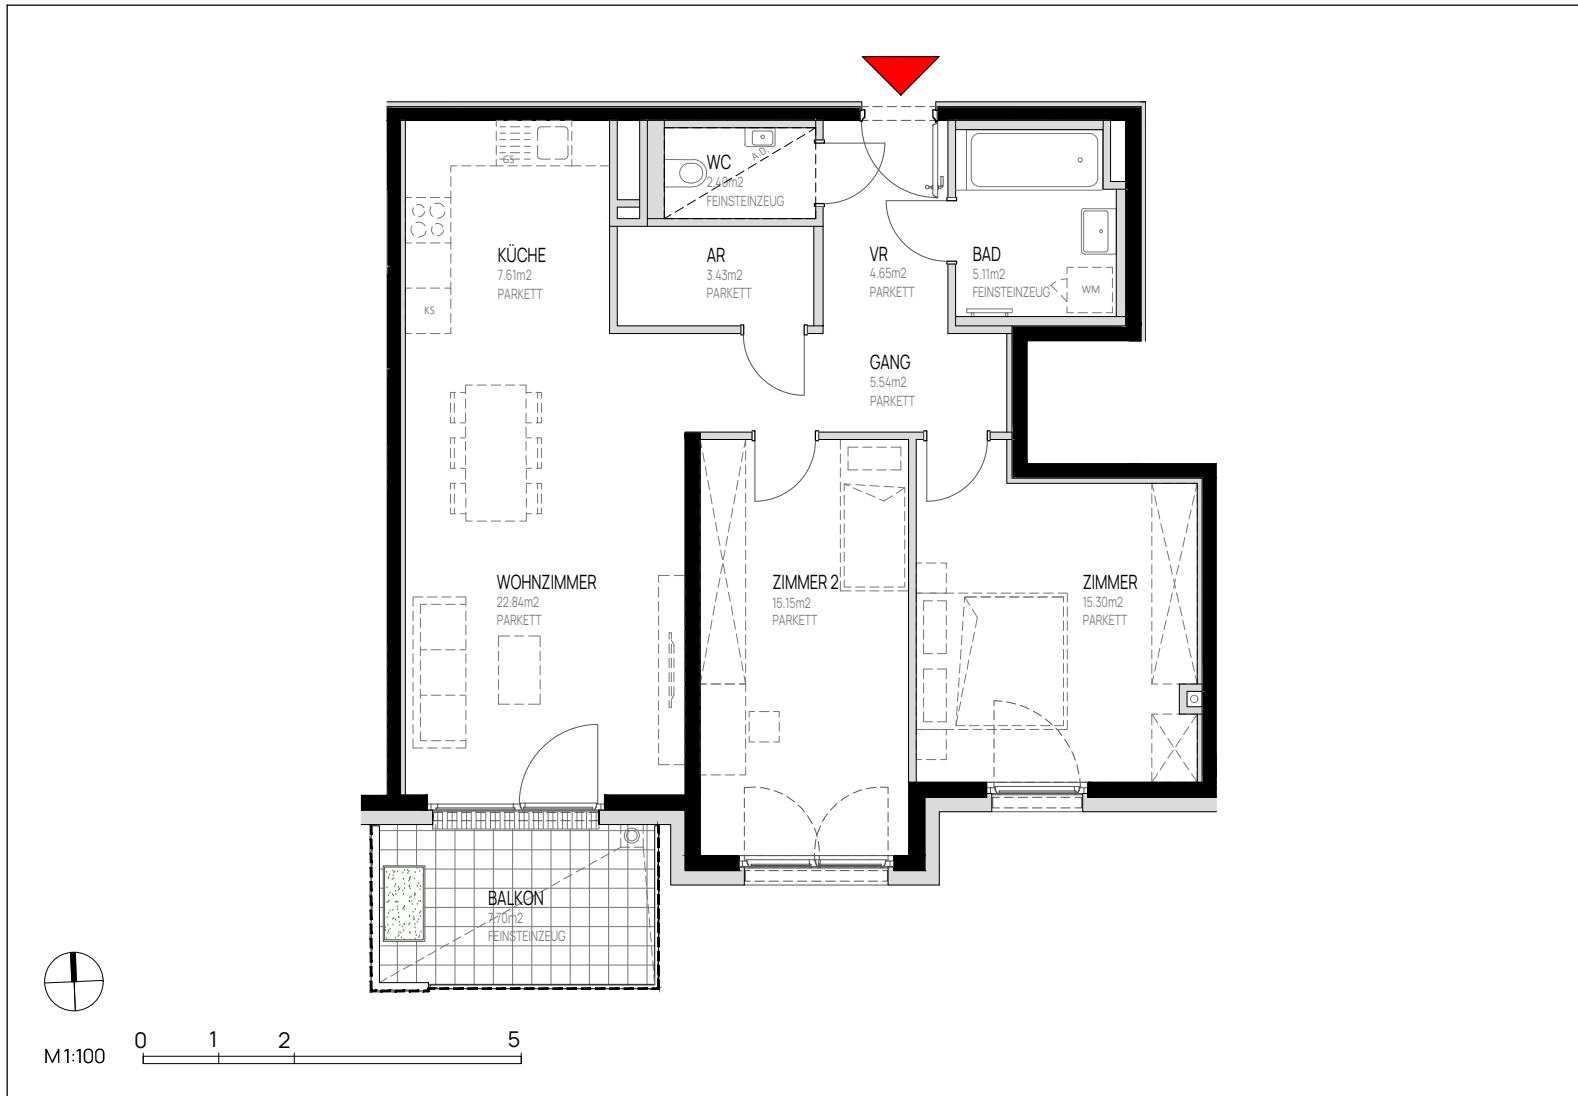 WC
2.40m2
FEINSTEINZEUG
A.D.
GS
KÜCHE
7.61m2
PARKETT
KS
AR
3.43m2
PARKETT
VR
4.65m2
PARKETT
BAD
5.11m2
FEINSTEINZEUG
WM
GANG
5.54m2
PARKETT
WOHNZIMMER
22.84m2
PARKETT
ZIMMER 2
15.15m2
PARKETT
ZIMMER
15.30m2
PARKETT
BALKON
7.70m2
FEINSTEINZEUG
M 1:100
0 1 2 5